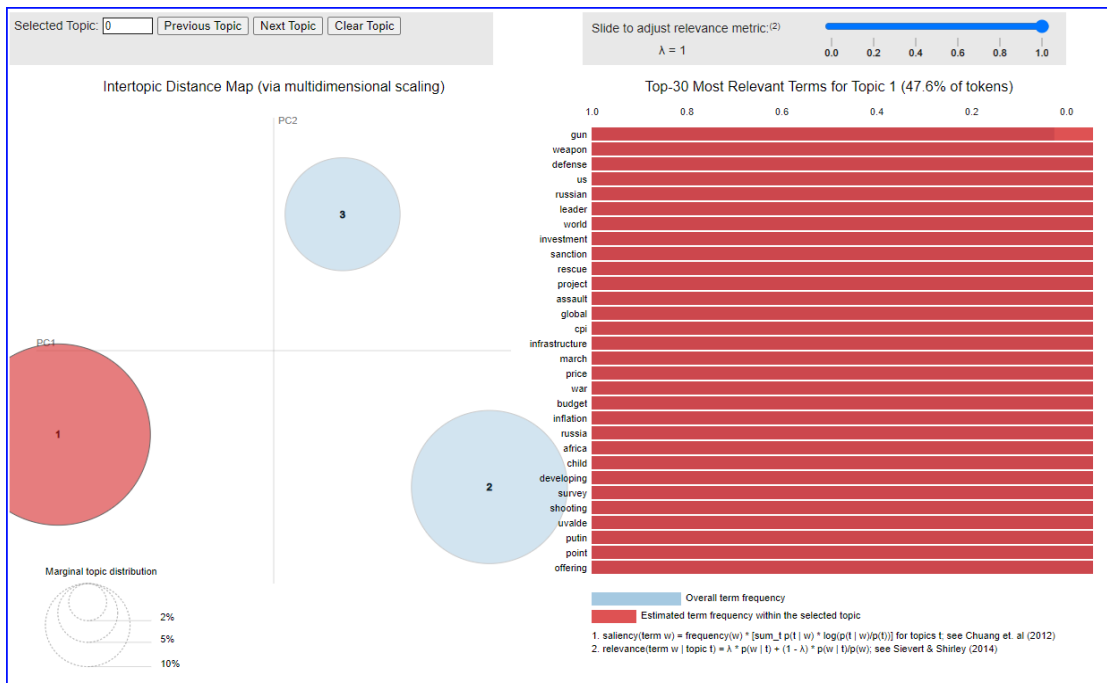 Selected Topic: 0 Previous Topic Next Topic Clear Topic
Slide to adjust relevance metric:(2)
λ = 1
0.0 0.2 0.4 0.6 0.8 1.0
Intertopic Distance Map (via multidimensional scaling)
PC2
3
PC1
1
2
Marginal topic distribution
2%
5%
10%
Top-30 Most Relevant Terms for Topic 1 (47.6% of tokens)
1.0 0.8 0.6 0.4 0.2 0.0
gun
weapon
defense
us
russian
leader
world
investment
sanction
rescue
project
assault
global
cpi
infrastructure
march
price
war
budget
inflation
russia
africa
child
developing
survey
shooting
uvalde
putin
point
offering
Overall term frequency
Estimated term frequency within the selected topic
1. saliency(term w) = frequency(w) * [sum_t p(t | w) * log(p(t | w)/p(t))] for topics t; see Chuang et. al (2012)
2. relevance(term w | topic t) = λ * p(w | t) + (1 - λ) * p(w | t)/p(w); see Sievert & Shirley (2014)